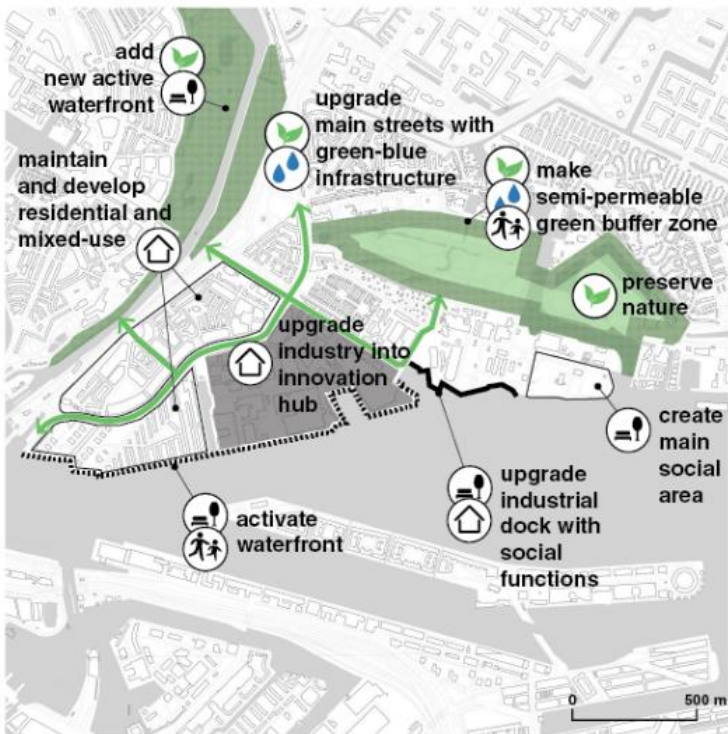 add
new active
waterfront
upgrade
main streets with
green-blue
infrastructure
make
semi-permeable
green buffer zone
maintain
and develop
residential and
mixed-use
preserve
nature
upgrade
industry into
innovation
hub
create
main
social
area
upgrade
industrial
dock with
social
functions
activate
waterfront
0 500 m